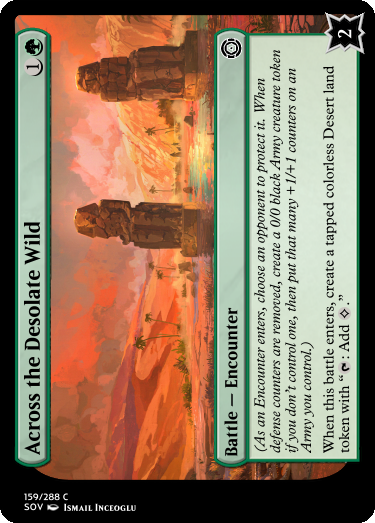 Across the Desolate Wild 1
Battle — Encounter
(As an Encounter enters, choose an opponent to protect it. When
defense counters are removed, create a 0/0 black Army creature token
if you don't control one, then put that many +1/+1 counters on an
Army you control.)
When this battle enters, create a tapped colorless Desert land
token with “: Add .”
2
159/288 C
SOV Ismail Inceoglu